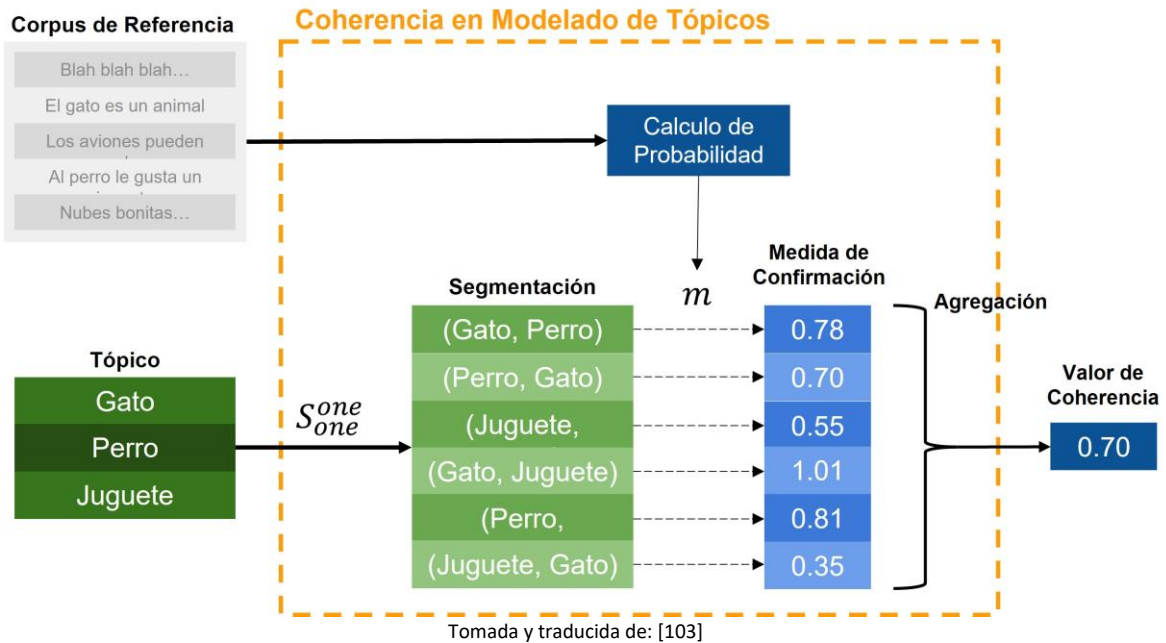 Coherencia en Modelado de Tópicos
Corpus de Referencia
Blah blah blah…
El gato es un animal
Los aviones pueden
Al perro le gusta un
Nubes bonitas…
Calculo de
Probabilidad
m
Tópico
Gato
Perro
Juguete
S one one
Segmentación
(Gato, Perro)
(Perro, Gato)
(Juguete,
(Gato, Juguete)
(Perro,
(Juguete, Gato)
Medida de
Confirmación
0.78
0.70
0.55
1.01
0.81
0.35
Agregación
Valor de
Coherencia
0.70
Tomada y traducida de: [103]